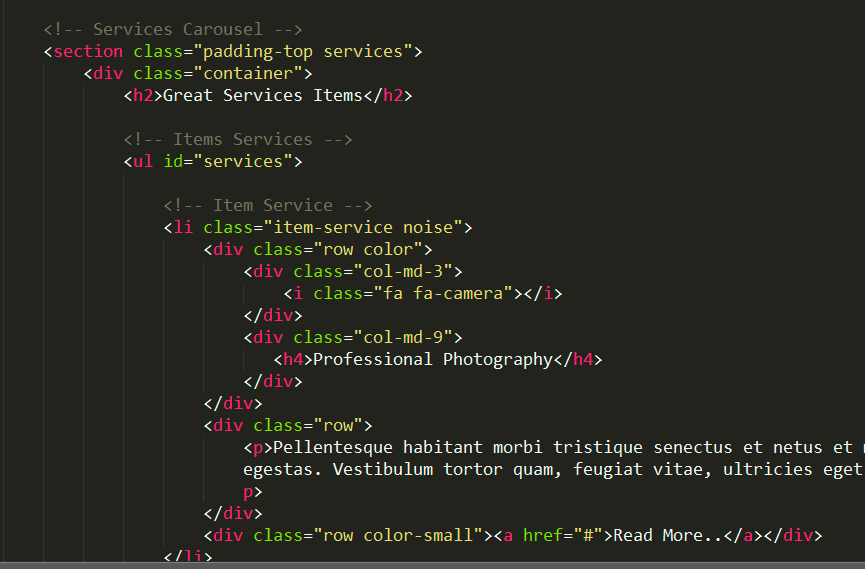 <!-- Services Carousel -->
<section class="padding-top services">
<div class="container">
<h2>Great Services Items</h2>
<!-- Items Services -->
<ul id="services">
<!-- Item Service -->
<li class="item-service noise">
<div class="row color">
<div class="col-md-3">
<i class="fa fa-camera"></i>
</div>
<div class="col-md-9">
<h4>Professional Photography</h4>
</div>
</div>
<div class="row">
<p>Pellentesque habitant morbi tristique senectus et netus et
egestas. Vestibulum tortor quam, feugiat vitae, ultricies eget
p>
</div>
<div class="row color-small"><a href="#">Read More..</a></div>
</li>